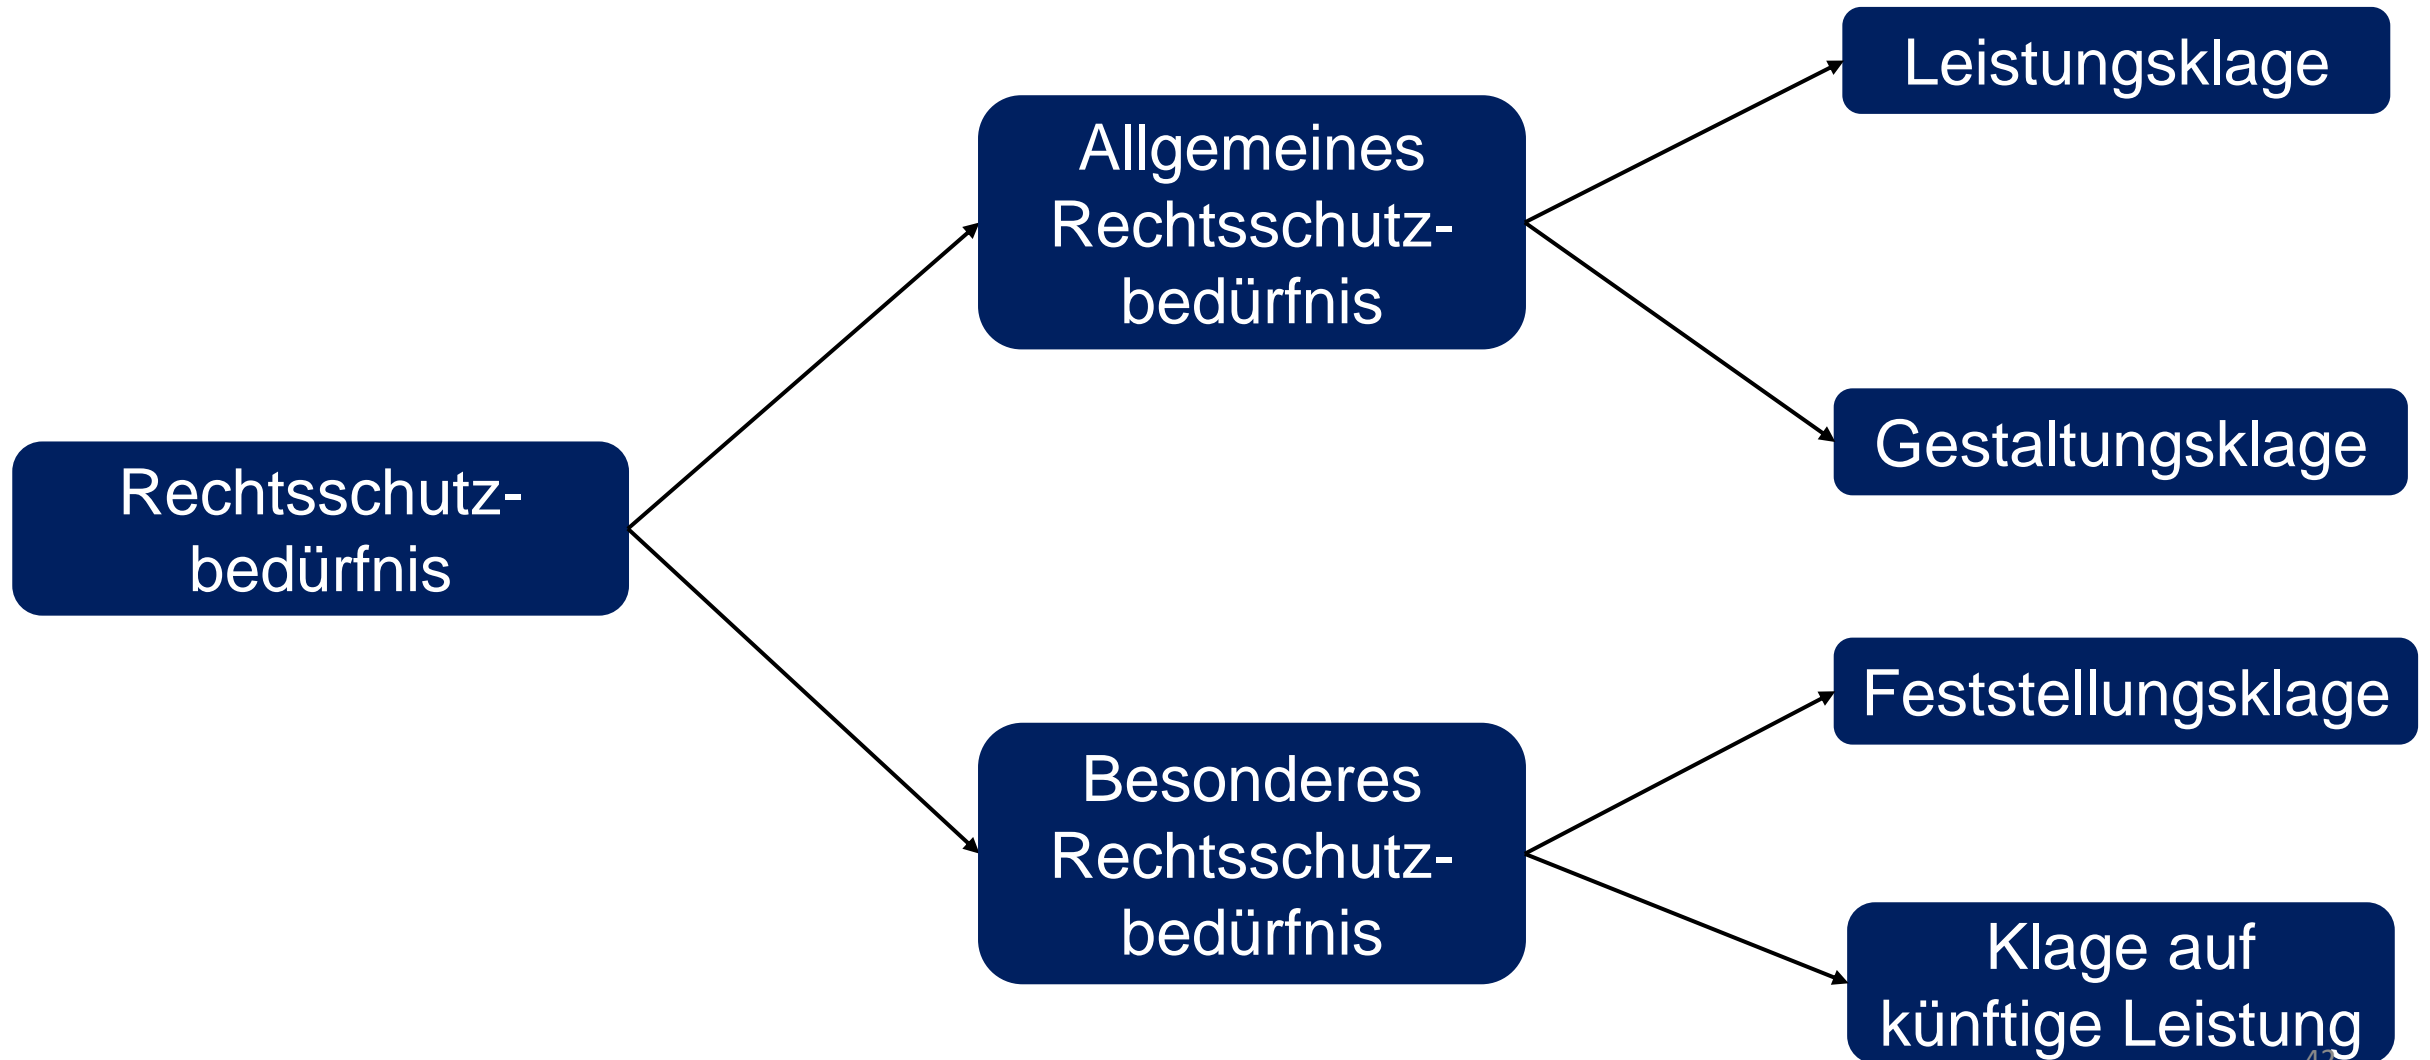 Rechtsschutz-
bedürfnis
Allgemeines
Rechtsschutz-
bedürfnis
Leistungsklage
Gestaltungsklage
Besonderes
Rechtsschutz-
bedürfnis
Feststellungsklage
Klage auf
künftige Leistung